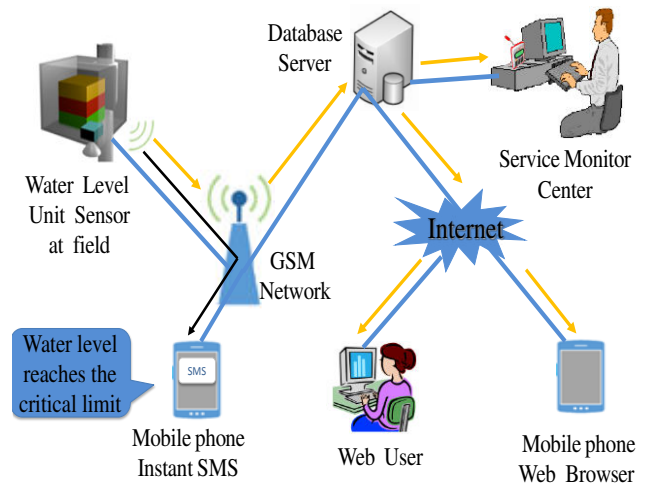 Database
Server
Water Level
Unit Sensor
at field
Service Monitor
Center
Internet
GSM
Network
Water level
reaches the
critical limit
SMS
Mobile phone
Instant SMS
Web User
Mobile phone
Web Browser